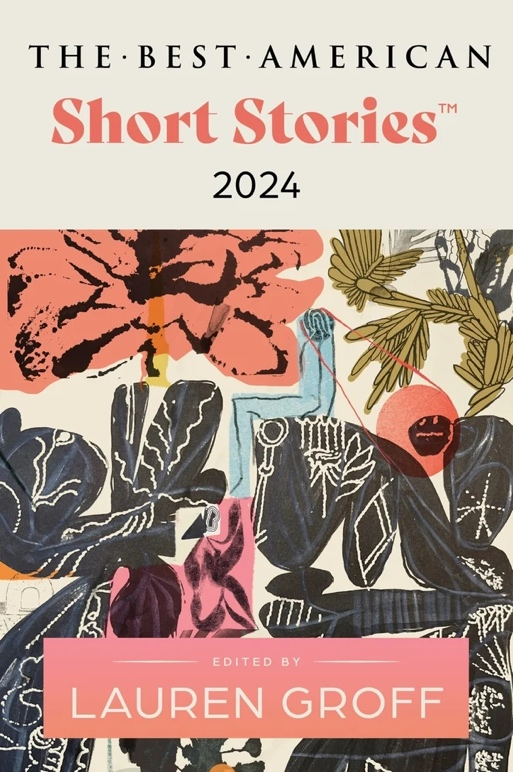 THE·BEST·AMERICAN
Short Stories™
2024
EDITED BY
LAUREN GROFF